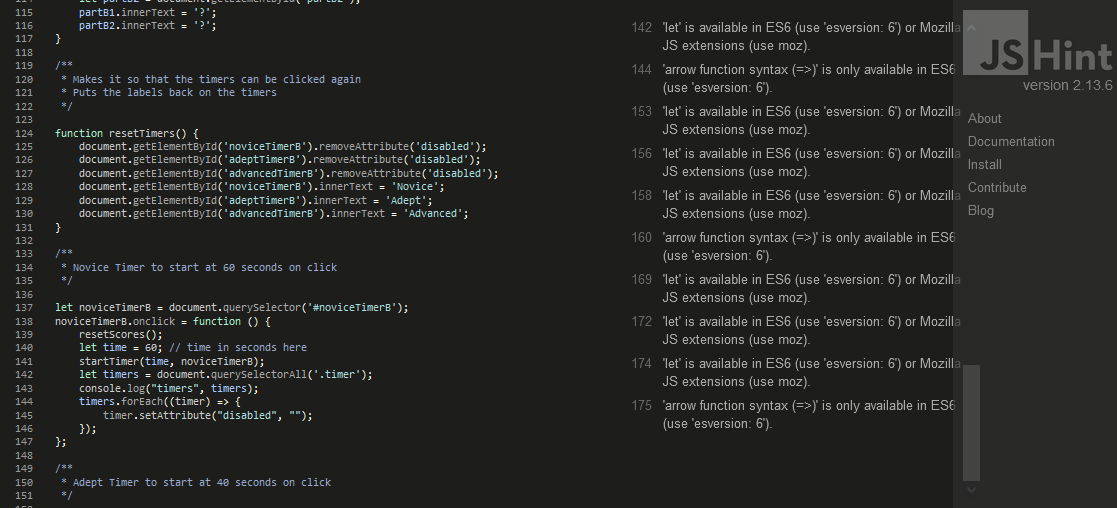 115 partB1.innerText = '?';
116 partB2.innerText = '?';
117 }
118
119 /**
120 * Makes it so that the timers can be clicked again
121 * Puts the labels back on the timers
122 */
123
124 function resetTimers() {
125 document.getElementById('noviceTimerB').removeAttribute('disabled');
126 document.getElementById('adeptTimerB').removeAttribute('disabled');
127 document.getElementById('advancedTimerB').removeAttribute('disabled');
128 document.getElementById('noviceTimerB').innerText = 'Novice';
129 document.getElementById('adeptTimerB').innerText = 'Adept';
130 document.getElementById('advancedTimerB').innerText = 'Advanced';
131 }
132
133 /**
134 * Novice Timer to start at 60 seconds on click
135 */
136
137 let noviceTimerB = document.querySelector('#noviceTimerB');
138 noviceTimerB.onclick = function () {
139 resetScores();
140 let time = 60; // time in seconds here
141 startTimer(time, noviceTimerB);
142 let timers = document.querySelectorAll('.timer');
143 console.log("timers", timers);
144 timers.forEach((timer) => {
145 timer.setAttribute("disabled", "");
146 });
147 };
148
149 /**
150 * Adept Timer to start at 40 seconds on click
151 */
142 'let' is available in ES6 (use 'esversion: 6') or Mozilla
JS extensions (use moz).
144 'arrow function syntax (=>)' is only available in ES6
(use 'esversion: 6').
153 'let' is available in ES6 (use 'esversion: 6') or Mozilla
JS extensions (use moz).
156 'let' is available in ES6 (use 'esversion: 6') or Mozilla
JS extensions (use moz).
158 'let' is available in ES6 (use 'esversion: 6') or Mozilla
JS extensions (use moz).
160 'arrow function syntax (=>)' is only available in ES6
(use 'esversion: 6').
169 'let' is available in ES6 (use 'esversion: 6') or Mozilla
JS extensions (use moz).
172 'let' is available in ES6 (use 'esversion: 6') or Mozilla
JS extensions (use moz).
174 'let' is available in ES6 (use 'esversion: 6') or Mozilla
JS extensions (use moz).
175 'arrow function syntax (=>)' is only available in ES6
(use 'esversion: 6').
JSHint
version 2.13.6
About
Documentation
Install
Contribute
Blog